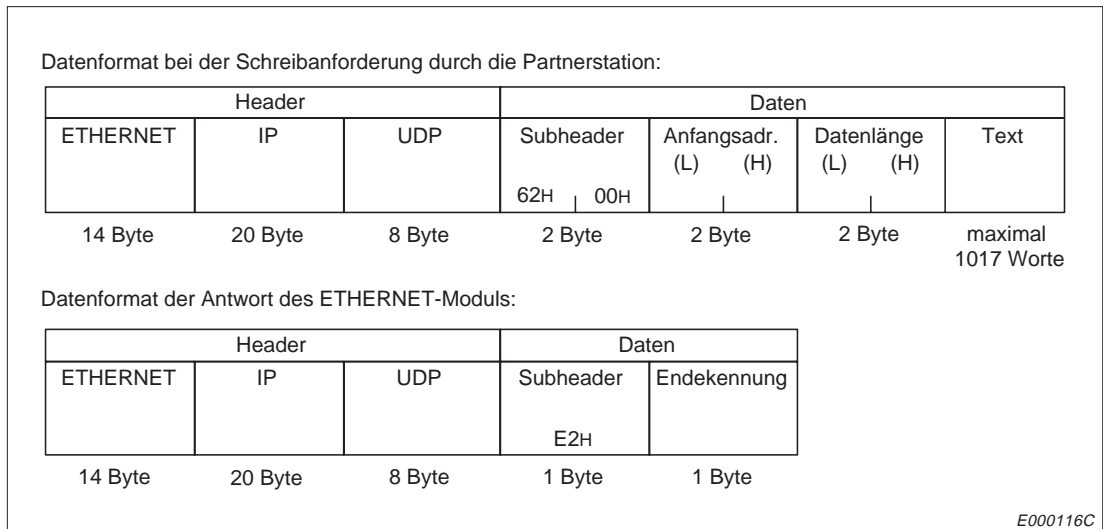 Datenformat bei der Schreibanforderung durch die Partnerstation:
Header Daten
ETHERNET IP UDP Subheader Anfangsadr. Datenlänge Text
(L) (H) (L) (H)
62H 00H
14 Byte 20 Byte 8 Byte 2 Byte 2 Byte 2 Byte maximal
1017 Worte
Datenformat der Antwort des ETHERNET-Moduls:
Header Daten
ETHERNET IP UDP Subheader Endekennung
E2H
14 Byte 20 Byte 8 Byte 1 Byte 1 Byte
E000116C